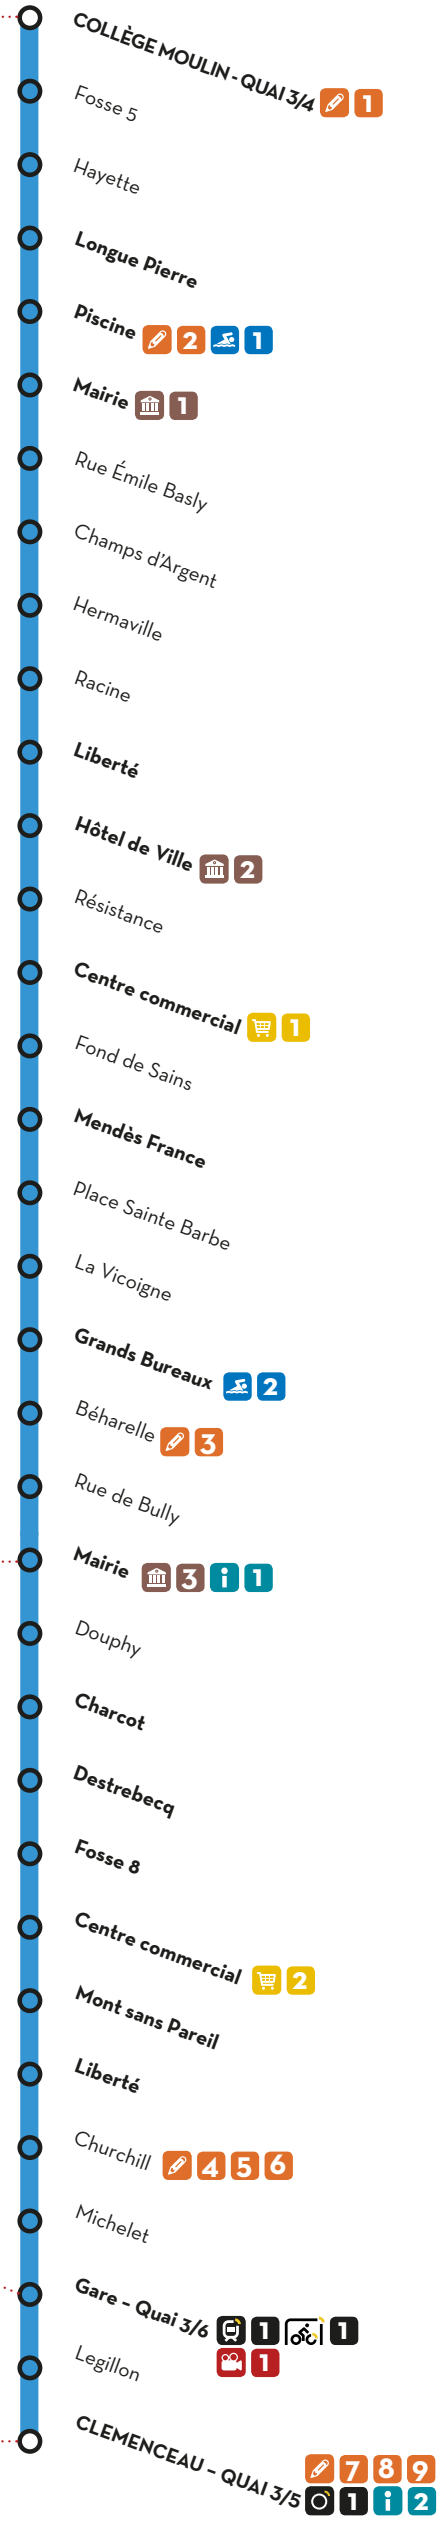 COLLÈGE MOULIN - QUAI 3/4 1
Fosse 5
Hayette
Longue Pierre
Piscine 2 1
Mairie 1
Rue Émile Basly
Champs d'Argent
Hermaville
Racine
Liberté
Hôtel de Ville 2
Résistance
Centre commercial 1
Fond de Sains
Mendès France
Place Sainte Barbe
La Vicoigne
Grands Bureaux 2
Béharelle 3
Rue de Bully
Mairie 3 i 1
Douphy
Charcot
Destrebecq
Fosse 8
Centre commercial 2
Mont sans Pareil
Liberté
Churchill 4 5 6
Michelet
Gare - Quai 3/6 1 1
1
Legillon
CLEMENCEAU - QUAI 3/5 7 8 9
1 i 2